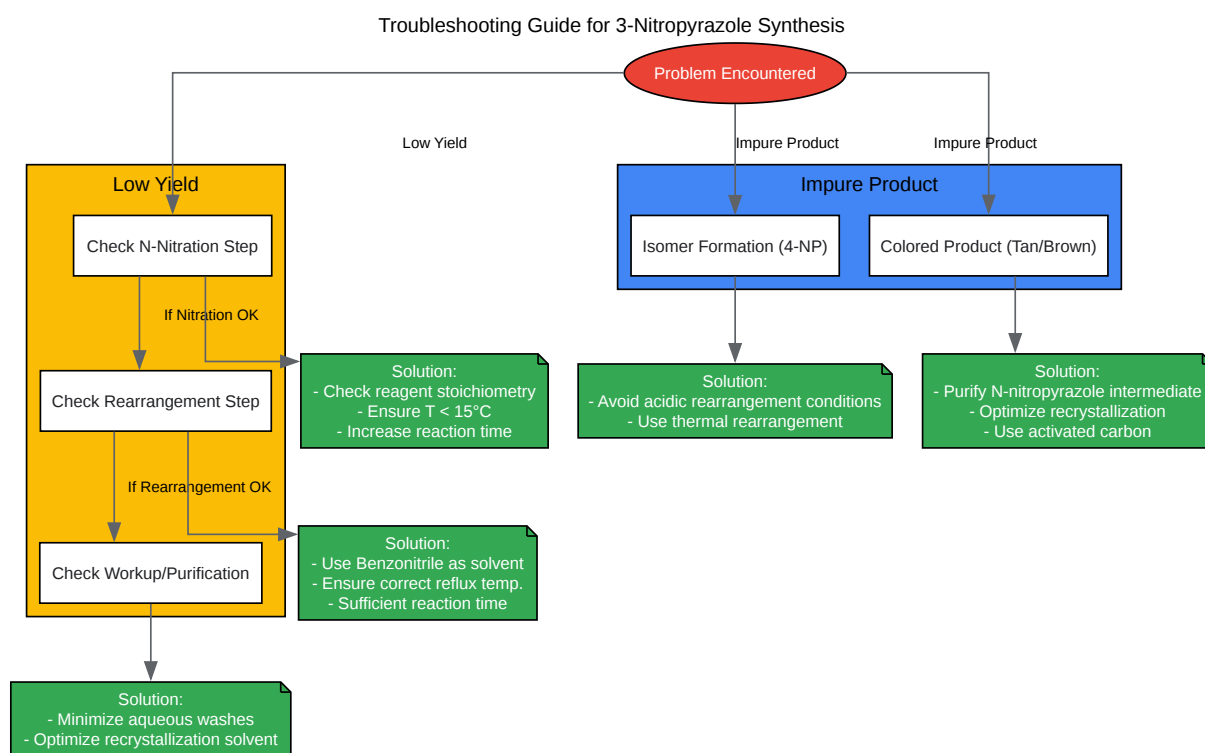 Troubleshooting Guide for 3-Nitropyrazole Synthesis
Problem Encountered
Low Yield
Impure Product
Impure Product
Low Yield
Impure Product
Check N-Nitration Step
Isomer Formation (4-NP)
Colored Product (Tan/Brown)
If Nitration OK
Check Rearrangement Step
Solution:
- Check reagent stoichiometry
- Ensure T < 15°C
- Increase reaction time
Solution:
- Avoid acidic rearrangement conditions
- Use thermal rearrangement
Solution:
- Purify N-nitropyrazole intermediate
- Optimize recrystallization
- Use activated carbon
If Rearrangement OK
Check Workup/Purification
Solution:
- Use Benzonitrile as solvent
- Ensure correct reflux temp.
- Sufficient reaction time
Solution:
- Minimize aqueous washes
- Optimize recrystallization solvent